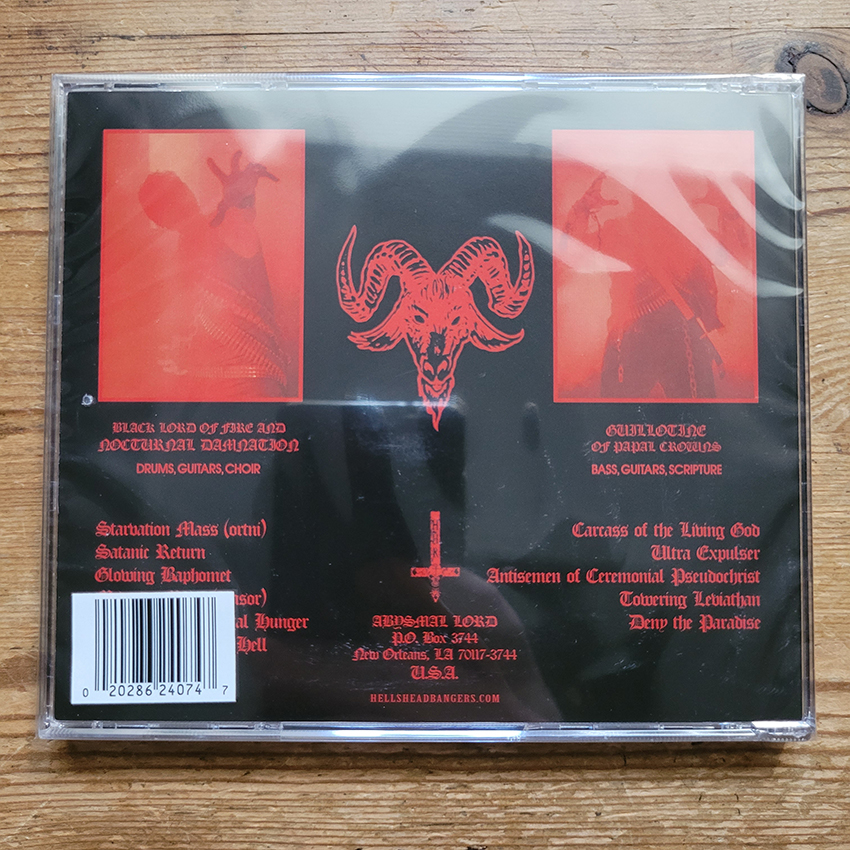 BLACK LORD OF FIRE AND
NOCTURNAL DAMNATION
DRUMS, GUITARS, CHOIR
GUILLOTINE
OF PAPAL CROWNS
BASS, GUITARS, SCRIPTURE
Starvation Mass (ortni)
Satanic Return
Glowing Baphomet
Hunger
Hell
Carcass of the Living God
Ultra Expulser
Antisemen of Ceremonial Pseudochrist
Towering Leviathan
Deny the Paradise
ABYSMAL LORD
P.O. Box 3744
New Orleans, LA 70117-3744
U.S.A.
HELLSHEADBANGERS.COM
0 20286 24074 7